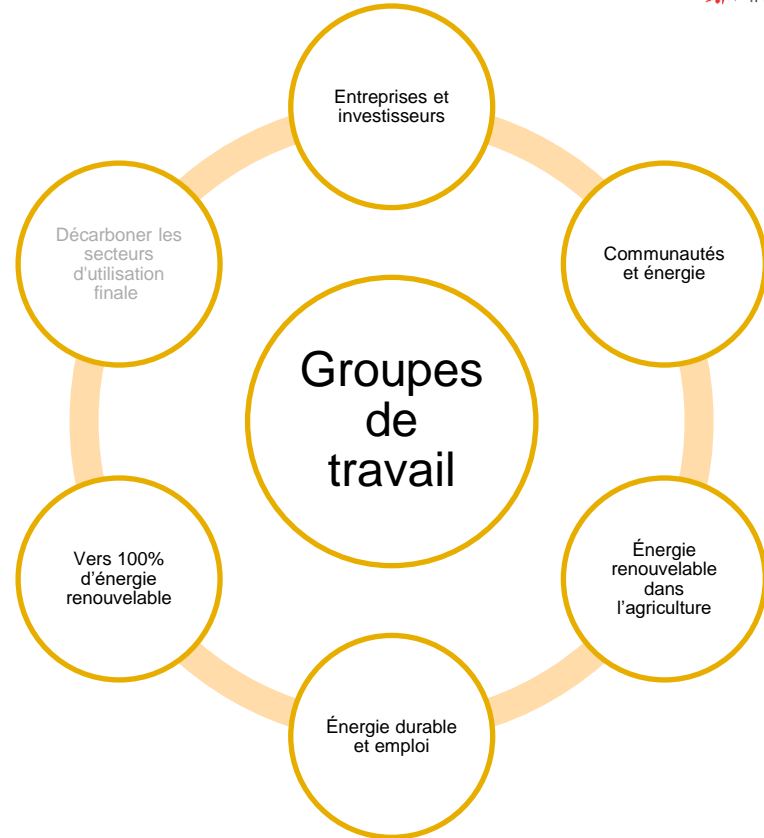 Entreprises et
investisseurs
Communautés
et énergie
Énergie
renouvelable
dans
l’agriculture
Énergie durable
et emploi
Vers 100%
d’énergie
renouvelable
Décarboner les
secteurs
d'utilisation
finale
Groupes
de
travail